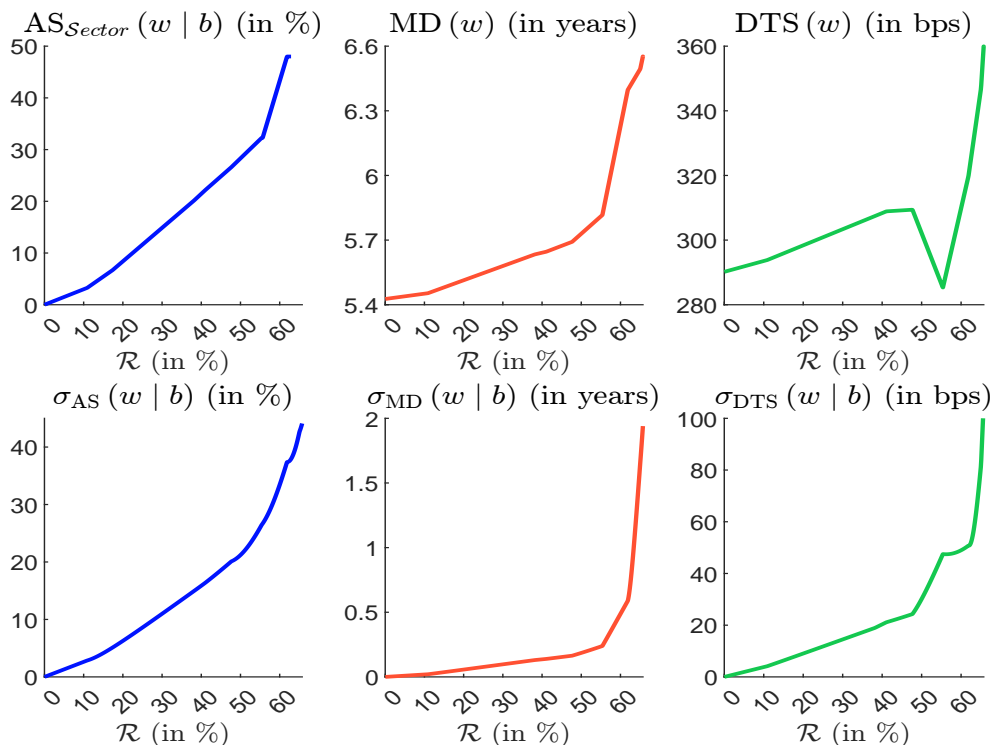 AS_Sector (w | b) (in %)
50
40
30
20
10
0
0 10 20 30 40 50 60
R (in %)
MD (w) (in years)
6.6
6.3
6
5.7
5.4
0 10 20 30 40 50 60
R (in %)
DTS (w) (in bps)
360
340
320
300
280
0 10 20 30 40 50 60
R (in %)
σ_AS (w | b) (in %)
40
30
20
10
0
0 10 20 30 40 50 60
R (in %)
σ_MD (w | b) (in years)
2
1.5
1
0.5
0
0 10 20 30 40 50 60
R (in %)
σ_DTS (w | b) (in bps)
100
80
60
40
20
0
0 10 20 30 40 50 60
R (in %)